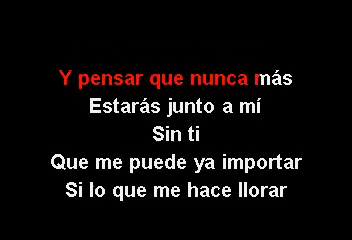 Y pensar que nunca más
Estarás junto a mí
Sin ti
Que me puede ya importar
Si lo que me hace llorar